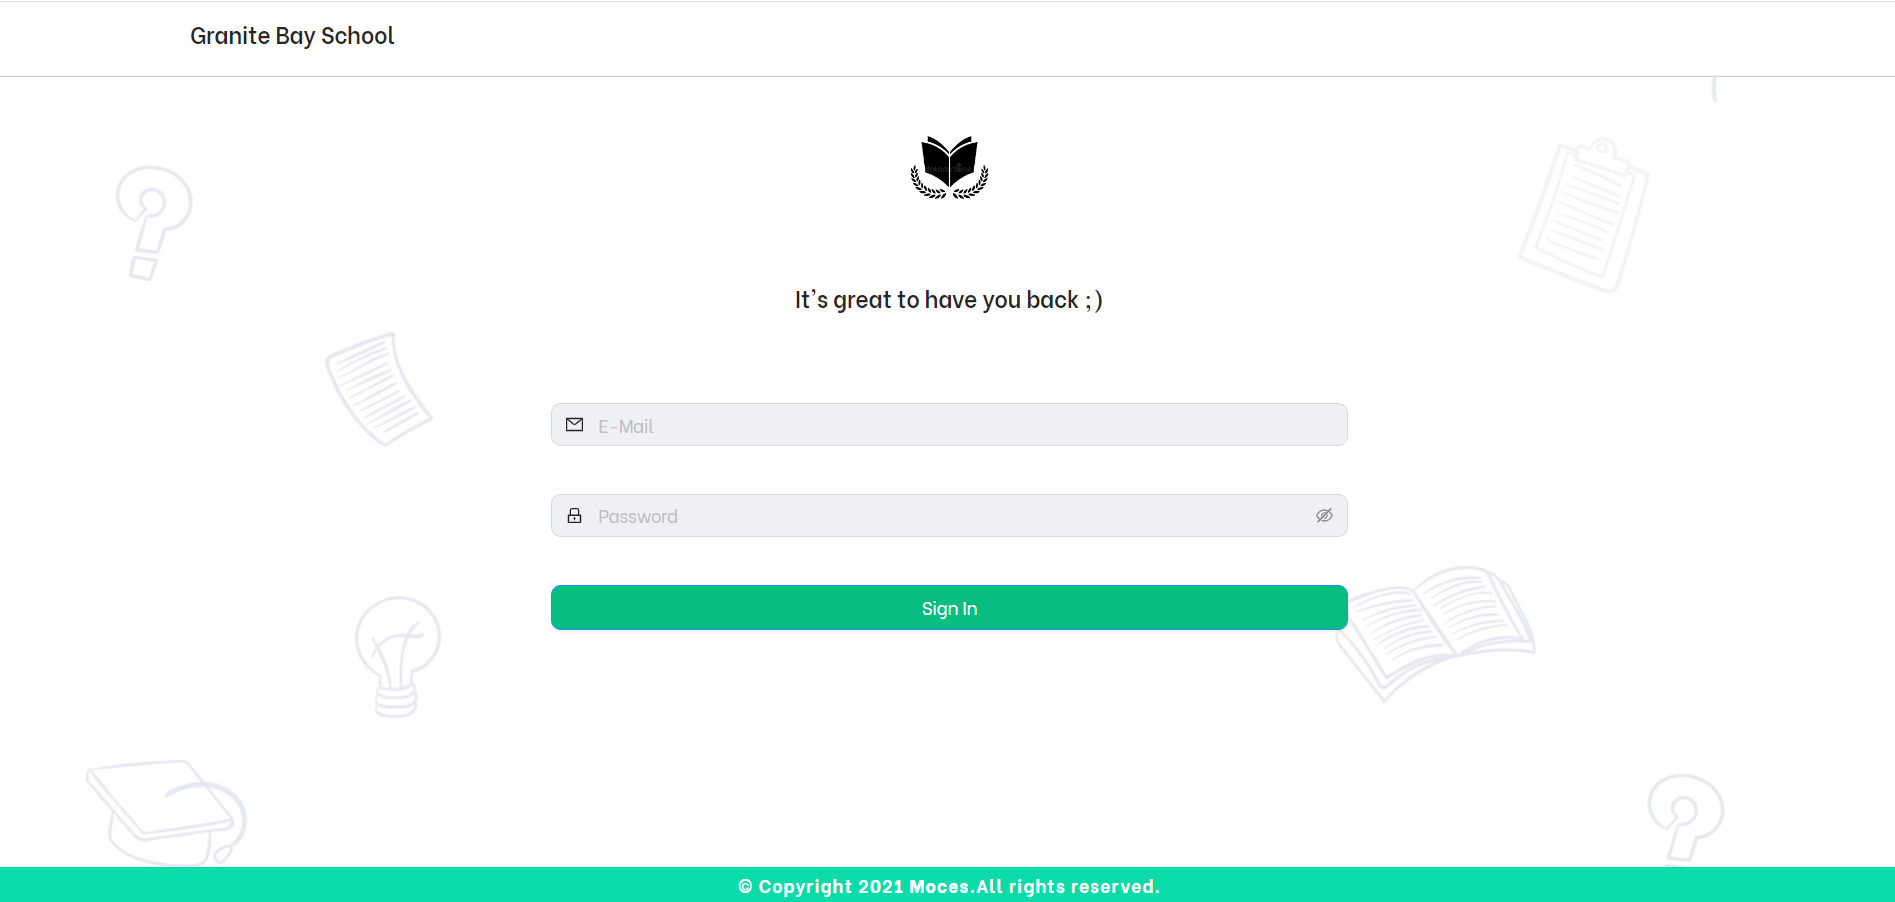 Granite Bay School
It's great to have you back ;)
E-Mail
Password
Sign In
© Copyright 2021 Moces.All rights reserved.